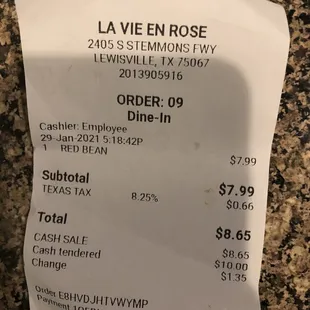 LA VIE EN ROSE
2405 S STEMMONS FWY
LEWISVILLE, TX 75067
2013905916
ORDER: 09
Dine-In
Cashier: Employee
29-Jan-2021 5:18:42P
1 RED BEAN $7.99
Subtotal $7.99
TEXAS TAX 8.25% $0.66
Total $8.65
CASH SALE $8.65
Cash tendered $10.00
Change $1.35
Order E8HVDJHTVWYMP
Payment